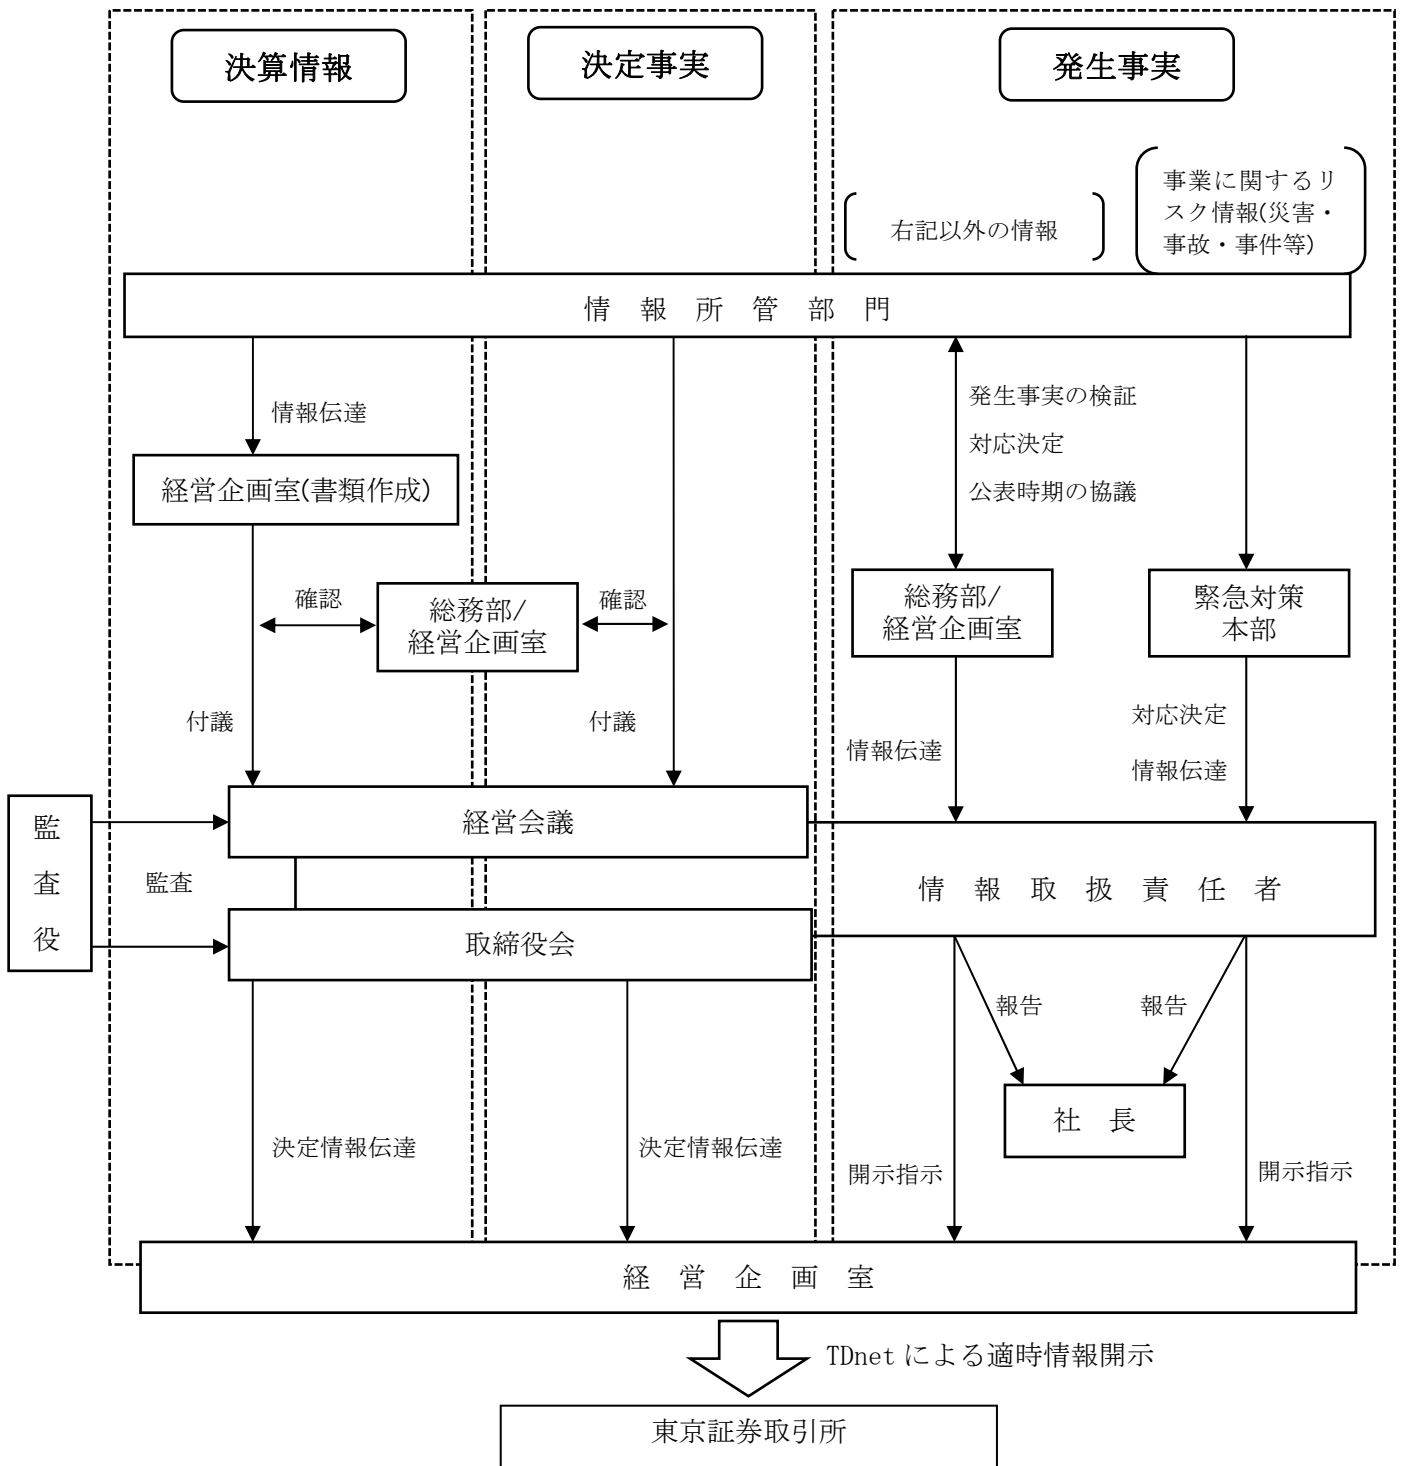 決算情報
決定事実
発生事実
右記以外の情報
事業に関するリ
スク情報(災害・
事故・事件等)
情報所管部門
情報伝達
発生事実の検証
対応決定
公表時期の協議
経営企画室(書類作成)
確認
総務部/
経営企画室
確認
総務部/
経営企画室
緊急対策
本部
付議
付議
情報伝達
対応決定
情報伝達
監
査
役
監査
経営会議
情報取扱責任者
取締役会
報告
報告
社 長
決定情報伝達
決定情報伝達
開示指示
開示指示
経営企画室
TDnet による適時情報開示
東京証券取引所